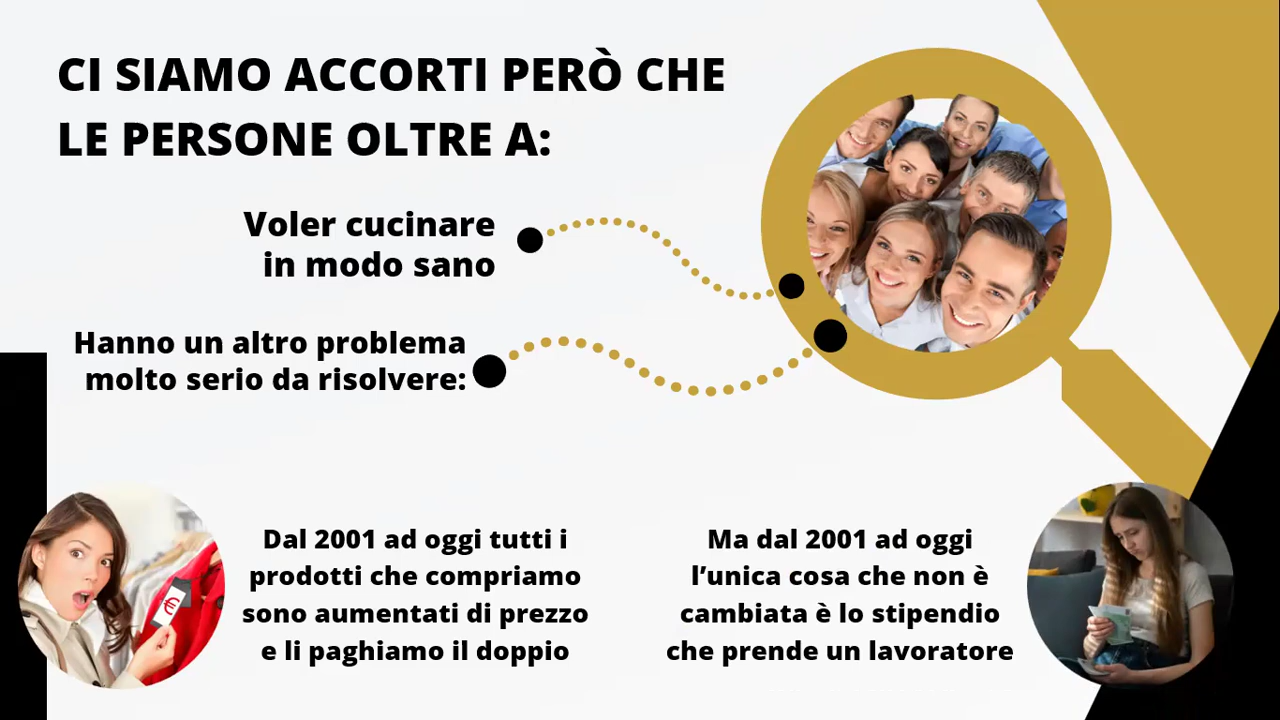 CI SIAMO ACCORTI PERÒ CHE
LE PERSONE OLTRE A:
Voler cucinare
in modo sano
Hanno un altro problema
molto serio da risolvere:
Dal 2001 ad oggi tutti i
prodotti che compriamo
sono aumentati di prezzo
e li paghiamo il doppio
€
Ma dal 2001 ad oggi
l’unica cosa che non è
cambiata è lo stipendio
che prende un lavoratore